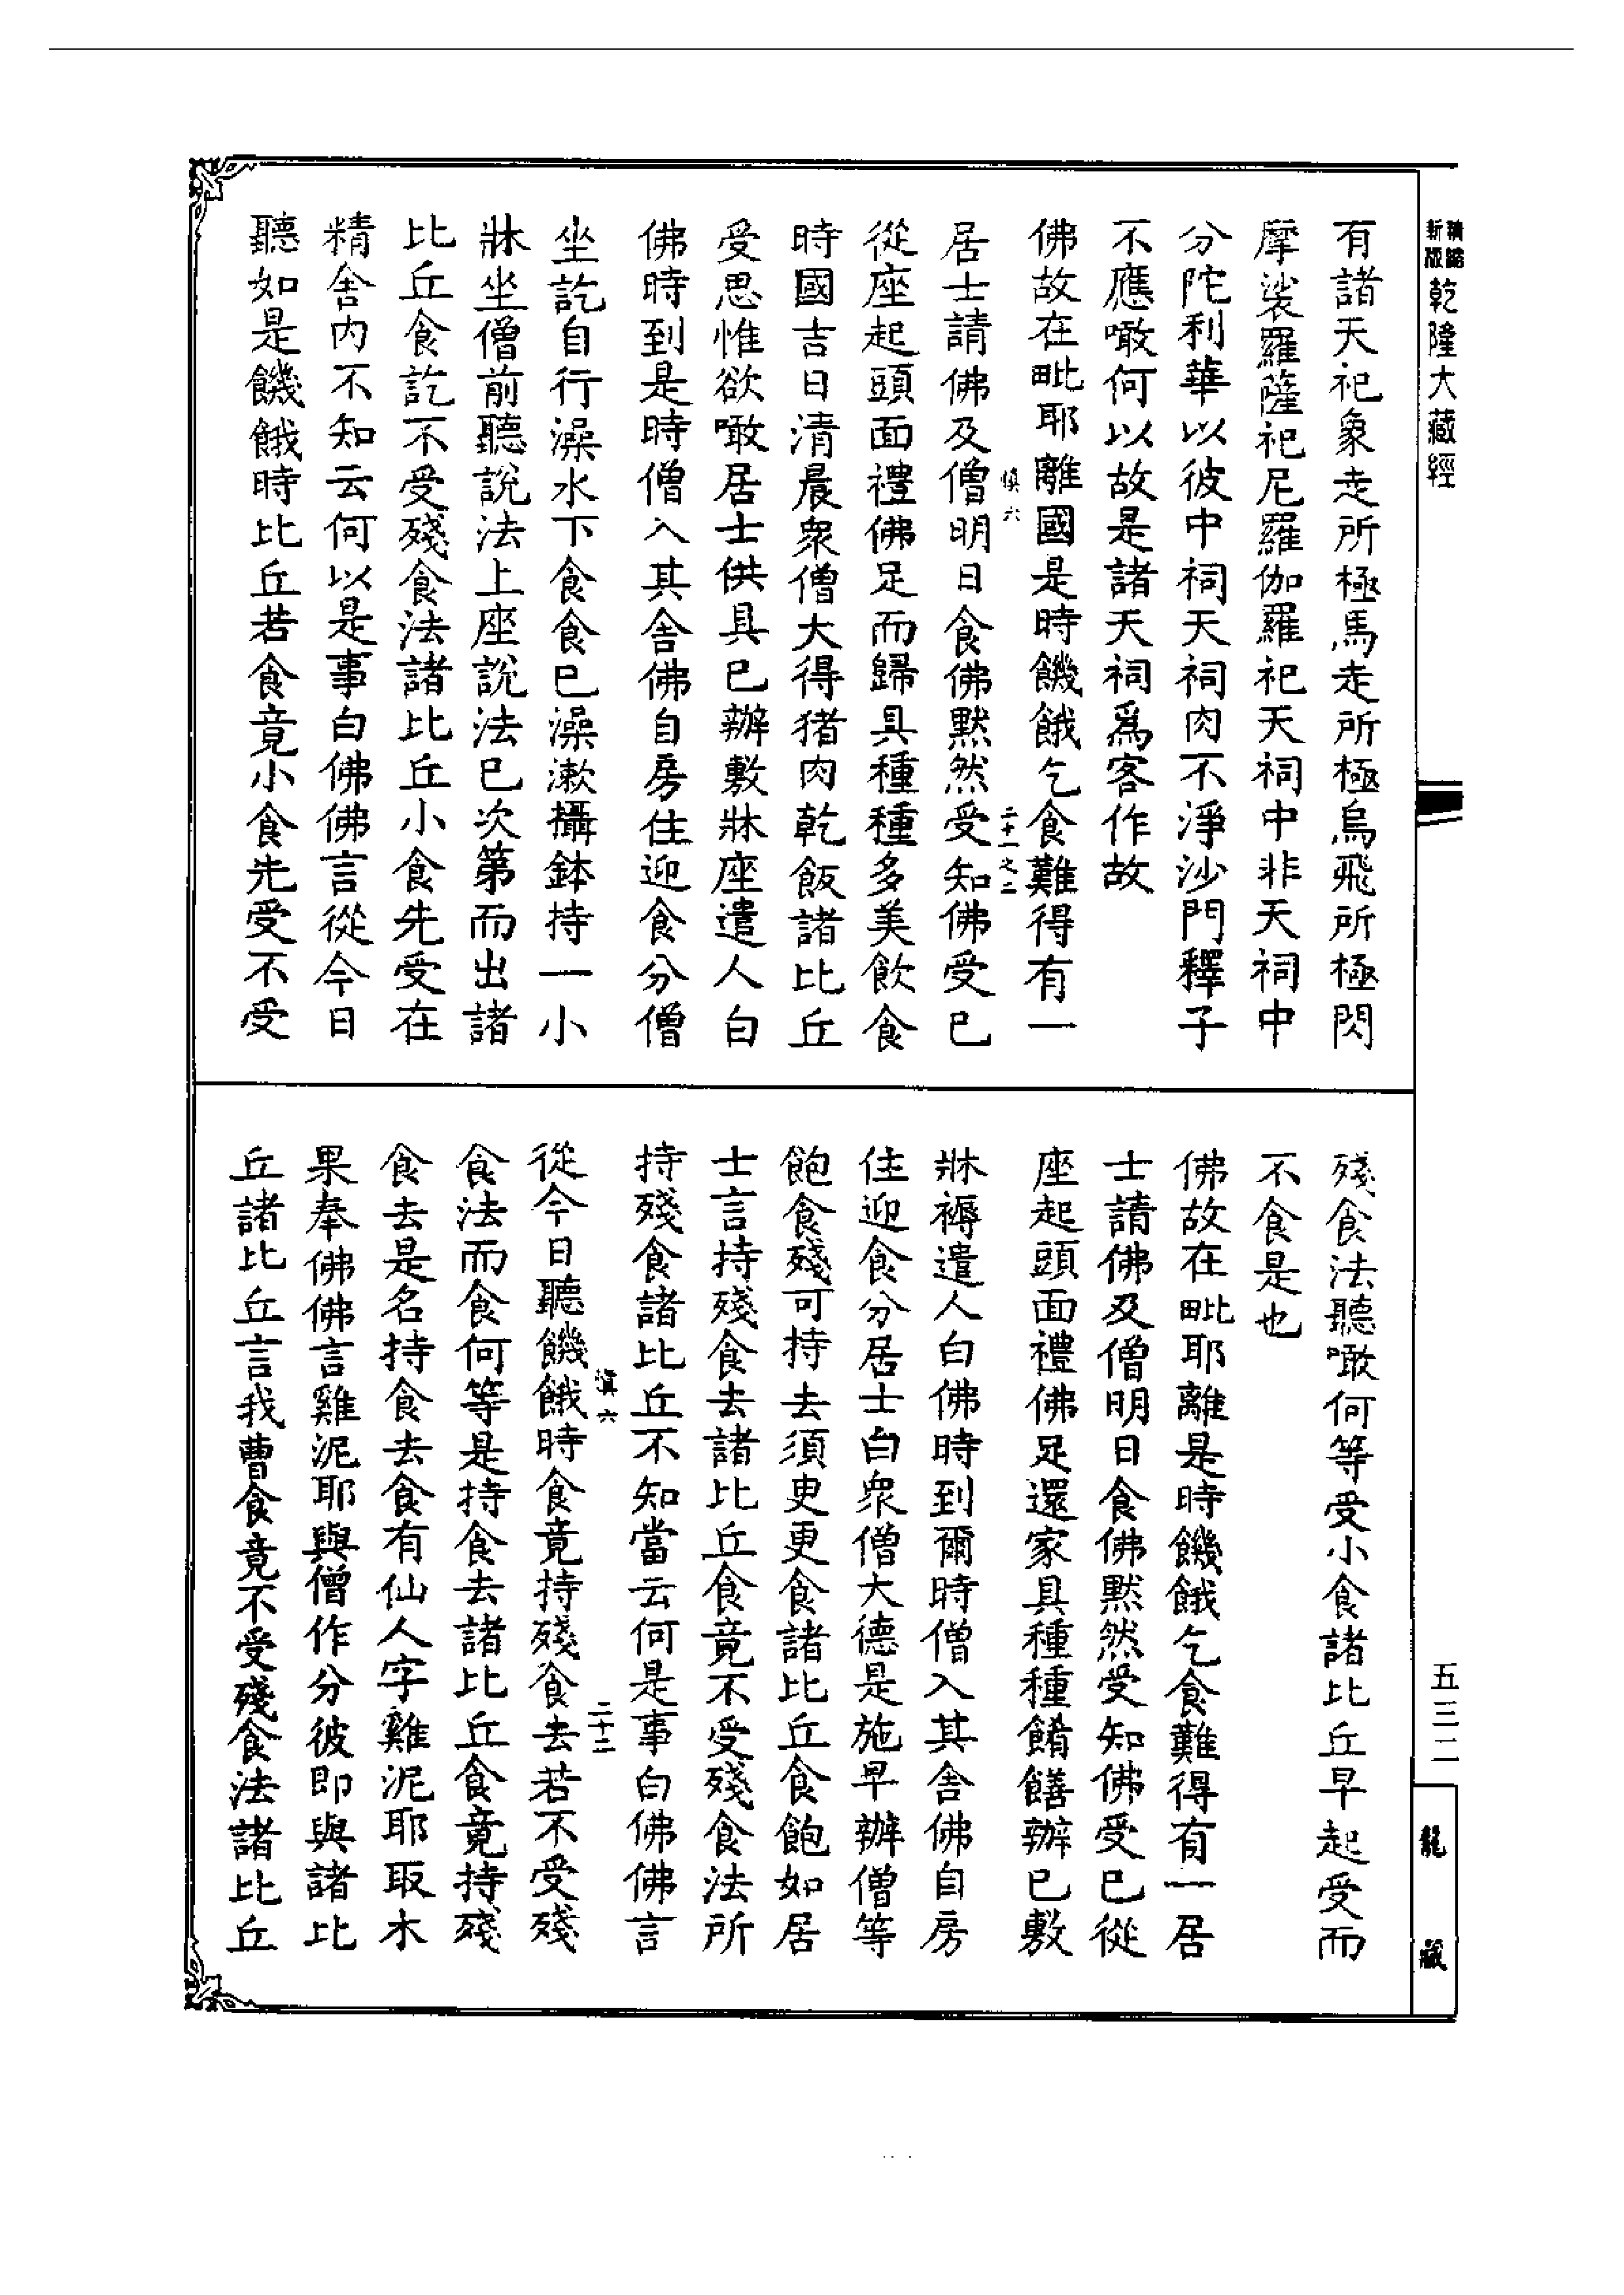 精縮新版乾隆大藏經
有諸天祀象走所極馬走所極烏飛所極閃
摩裟羅薩祀尼羅伽羅祀天祠中非天祠中
分陀利華以彼中祠天祠肉不淨沙門釋子
不應噉何以故是諸天祠為客作故
佛故在毗耶離國是時饑餓乞食難得有一
慎六
二十一之二
居士請佛及僧明日食佛默然受知佛受已
從座起頭面禮佛足而歸具種種多美飲食
時國吉日清晨衆僧大得猪肉乾飯諸比丘
受思惟欲噉居士供具已辦敷牀座遣人白
佛時到是時僧入其舍佛自房住迎食分僧
坐訖自行澡水下食食已澡漱攝鉢持一小
牀坐僧前聽說法上座說法已次第而出諸
比丘食訖不受殘食法諸比丘小食先受在
精舍內不知云何以是事白佛佛言從今日
聽如是饑餓時比丘若食竟小食先受不受
殘食法聽噉何等受小食諸比丘早起受而
不食是也
佛故在毗耶離是時饑餓乞食難得有一居
士請佛及僧明日食佛默然受知佛受已從
座起頭面禮佛足還家具種種餚饍辦已敷
牀褥遣人白佛時到爾時僧入其舍佛自房
住迎食分居士白衆僧大德是施早辦僧等
飽食殘可持去須更更食諸比丘食飽如居
士言持殘食去諸比丘食竟不受殘食法所
持殘食諸比丘不知當云何是事白佛佛言
慎六
二十二
從今日聽饑餓時食竟持殘食去若不受殘
食法而食何等是持食去諸比丘食竟持殘
食去是名持食去食有仙人字雞泥耶取木
果奉佛佛言雞泥耶與僧作分彼即與諸比
丘諸比丘言我曹食竟不受殘食法諸比丘
五三二
龍藏